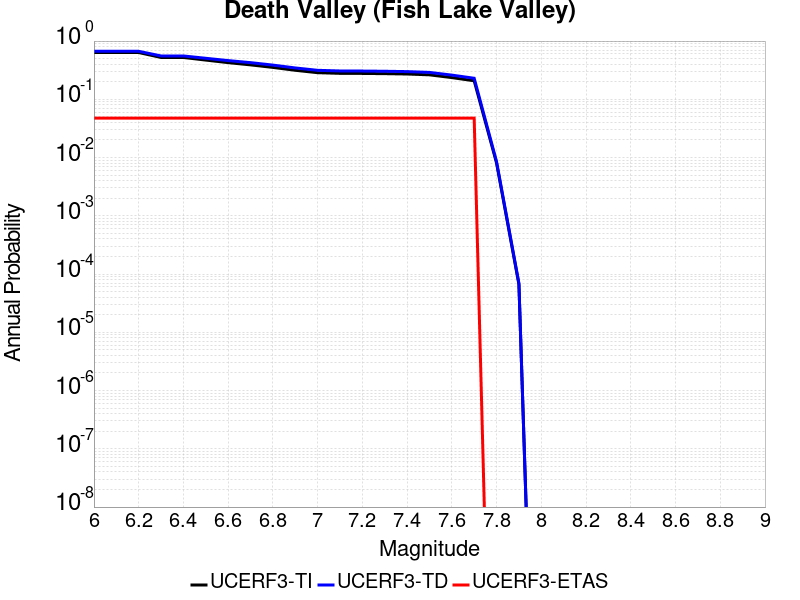 Death Valley (Fish Lake Valley)
10^0
10^-1
10^-2
10^-3
10^-4
10^-5
10^-6
10^-7
10^-8
Annual Probability
6 6.2 6.4 6.6 6.8 7 7.2 7.4 7.6 7.8 8 8.2 8.4 8.6 8.8 9
Magnitude
UCERF3-TI UCERF3-TD UCERF3-ETAS